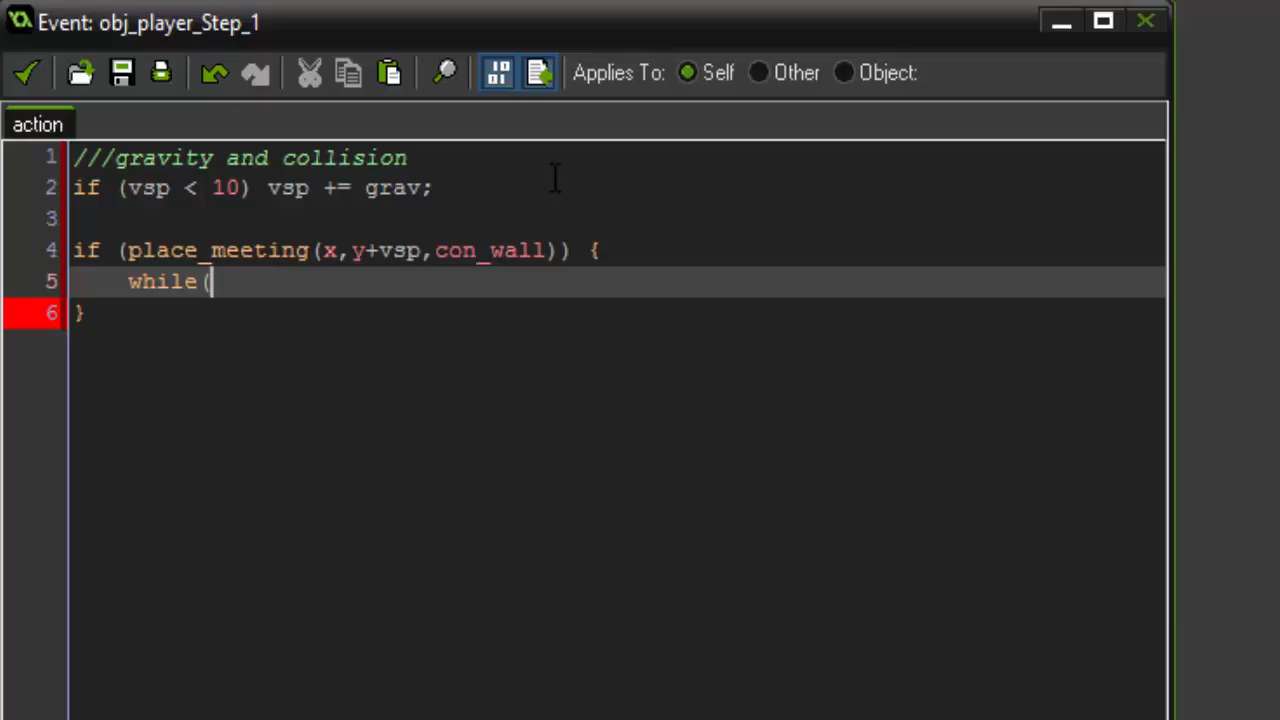 Event: obj_player_Step_1
Applies To: Self Other Object:
action
1 ///gravity and collision
2 if (vsp < 10) vsp += grav;
3
4 if (place_meeting(x,y+vsp,con_wall)) {
5 while(
6 }